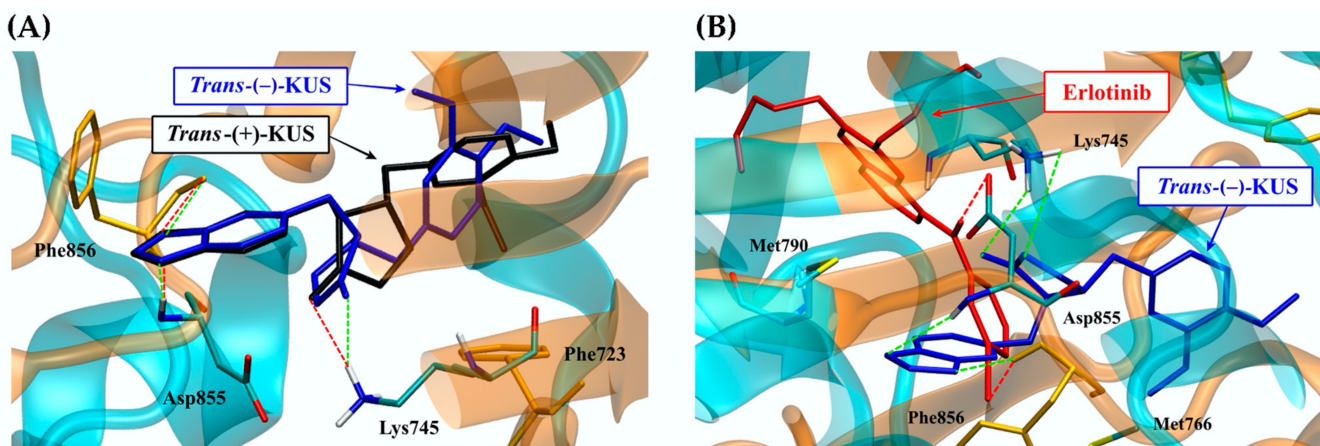 (A)
Trans-(–)-KUS
Trans-(+)-KUS
Phe856
Asp855
Lys745
Phe723
(B)
Erlotinib
Lys745
Trans-(–)-KUS
Met790
Asp855
Phe856
Met766